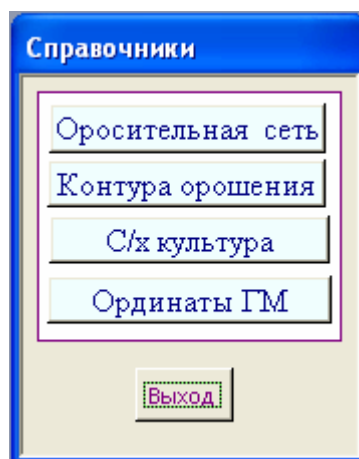 Справочники
Оросительная сеть
Контура орошения
С/х культура
Ординаты ГМ
Выход